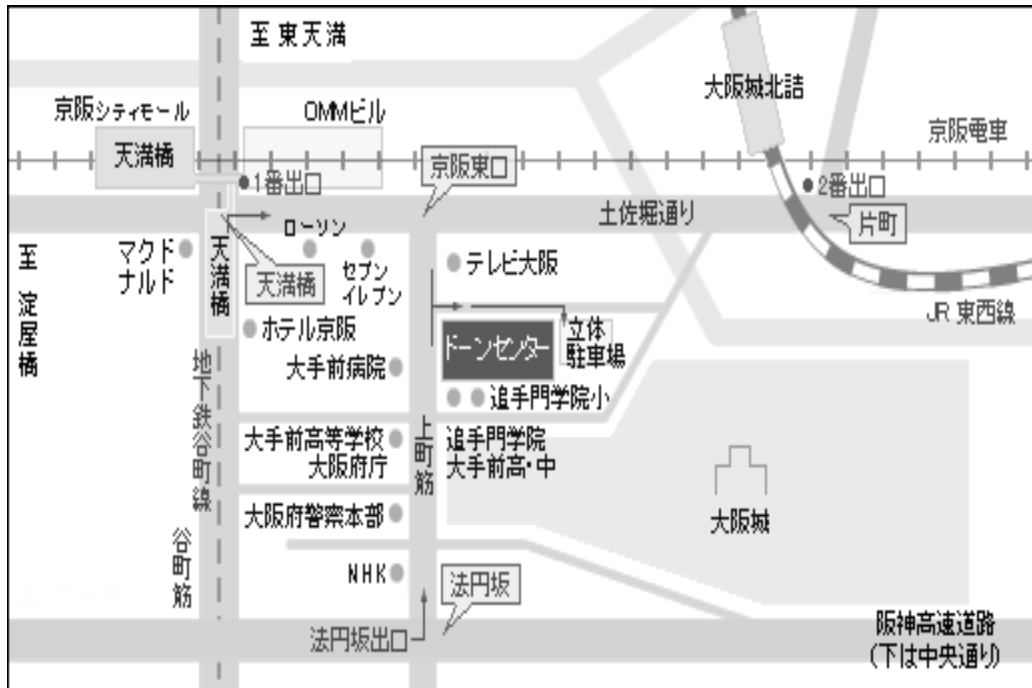 至 東天満
大阪城北詰
京阪シティモール
OMMビル
天満橋
京阪電車
京阪東口
1番出口
2番出口
土佐堀通り
片町
至 淀屋橋
マクド
ナルド
天満橋
ローソン
セブン
イレブン
天満橋
テレビ大阪
JR 東西線
ホテル京阪
ドーンセンター
立体
駐車場
大手前病院
追手門学院小
地下鉄谷町線
大手前高等学校
大阪府庁
上町筋
追手門学院
大手前高・中
大阪府警察本部
大阪城
谷町筋
NHK
法円坂
法円坂出口
阪神高速道路
(下は中央通り)